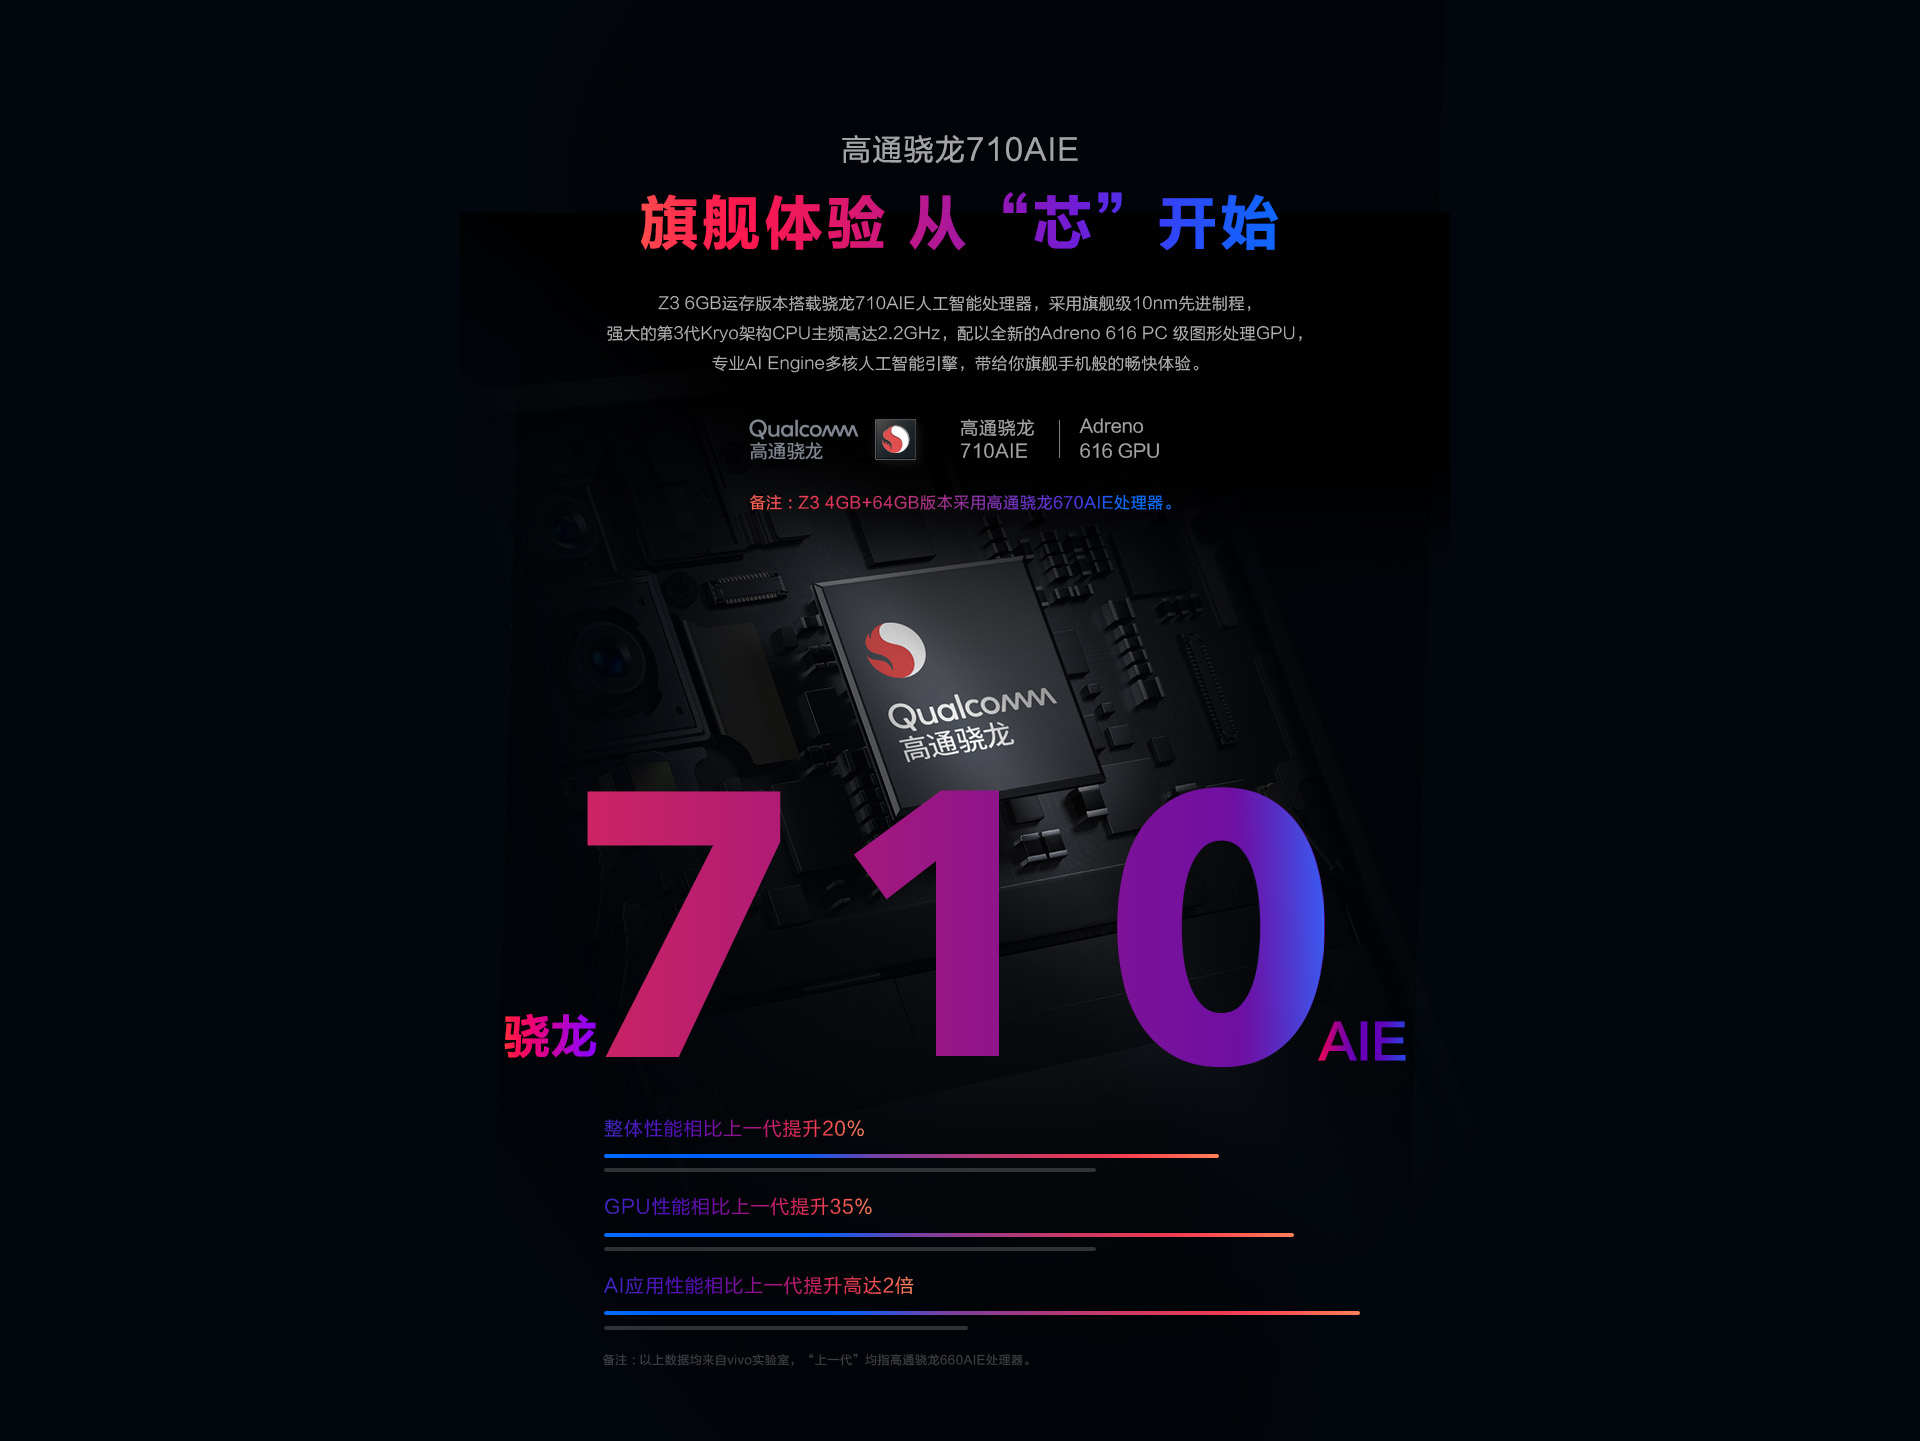 高通骁龙710AIE
旗舰体验 从“芯”开始
Z3 6GB运存版本搭载骁龙710AIE人工智能处理器，采用旗舰级10nm先进制程，
强大的第3代Kryo架构CPU主频高达2.2GHz，配以全新的Adreno 616 PC 级图形处理GPU，
专业AI Engine多核人工智能引擎，带给你旗舰手机般的畅快体验。
Qualcomm
高通骁龙
高通骁龙
710AIE
Adreno
616 GPU
备注：Z3 4GB+64GB版本采用高通骁龙670AIE处理器。
Qualcomm
高通骁龙
骁龙710AIE
整体性能相比上一代提升20%
GPU性能相比上一代提升35%
AI应用性能相比上一代提升高达2倍
备注：以上数据均来自vivo实验室，“上一代”均指高通骁龙660AIE处理器。